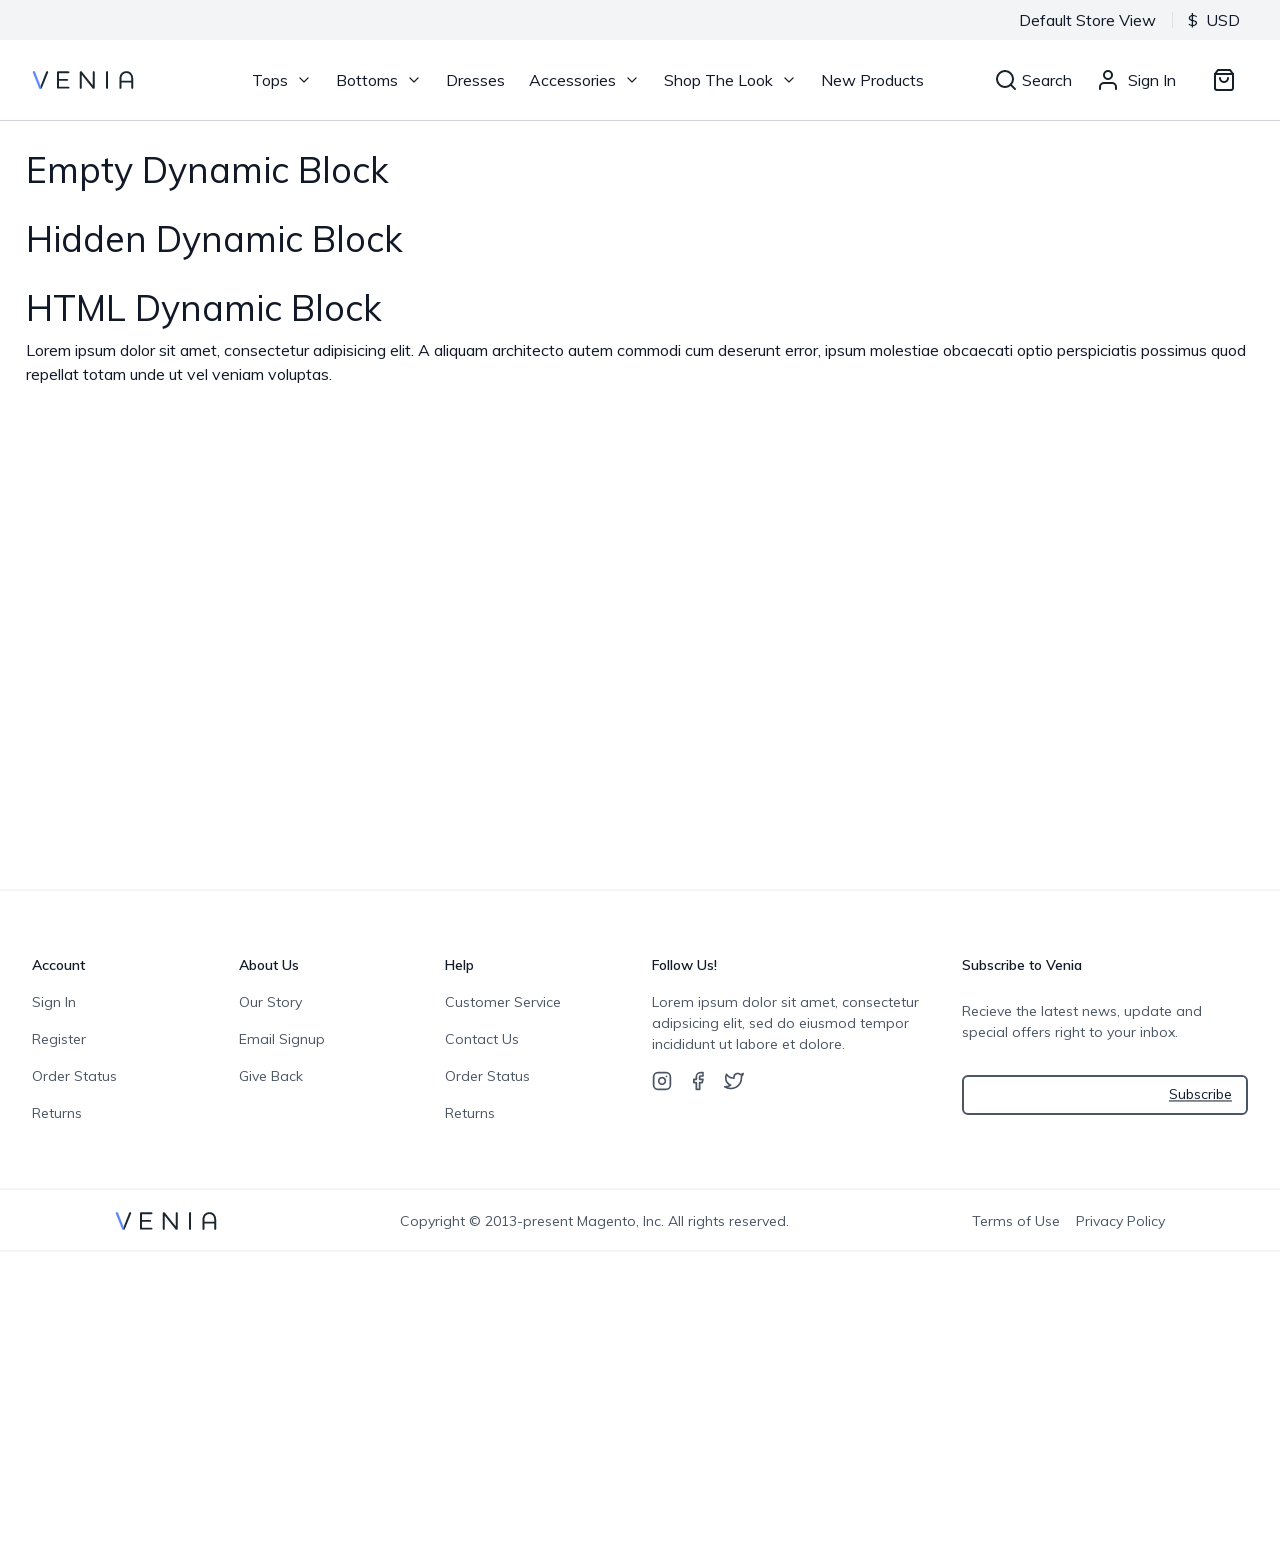 Default Store View $ USD
VENIA Tops Bottoms Dresses Accessories Shop The Look New Products Search Sign In
Empty Dynamic Block
Hidden Dynamic Block
HTML Dynamic Block
Lorem ipsum dolor sit amet, consectetur adipisicing elit. A aliquam architecto autem commodi cum deserunt error, ipsum molestiae obcaecati optio perspiciatis possimus quod
repellat totam unde ut vel veniam voluptas.
Account
Sign In
Register
Order Status
Returns
About Us
Our Story
Email Signup
Give Back
Help
Customer Service
Contact Us
Order Status
Returns
Follow Us!
Lorem ipsum dolor sit amet, consectetur
adipsicing elit, sed do eiusmod tempor
incididunt ut labore et dolore.
Subscribe to Venia
Recieve the latest news, update and
special offers right to your inbox.
Subscribe
VENIA Copyright © 2013-present Magento, Inc. All rights reserved. Terms of Use Privacy Policy